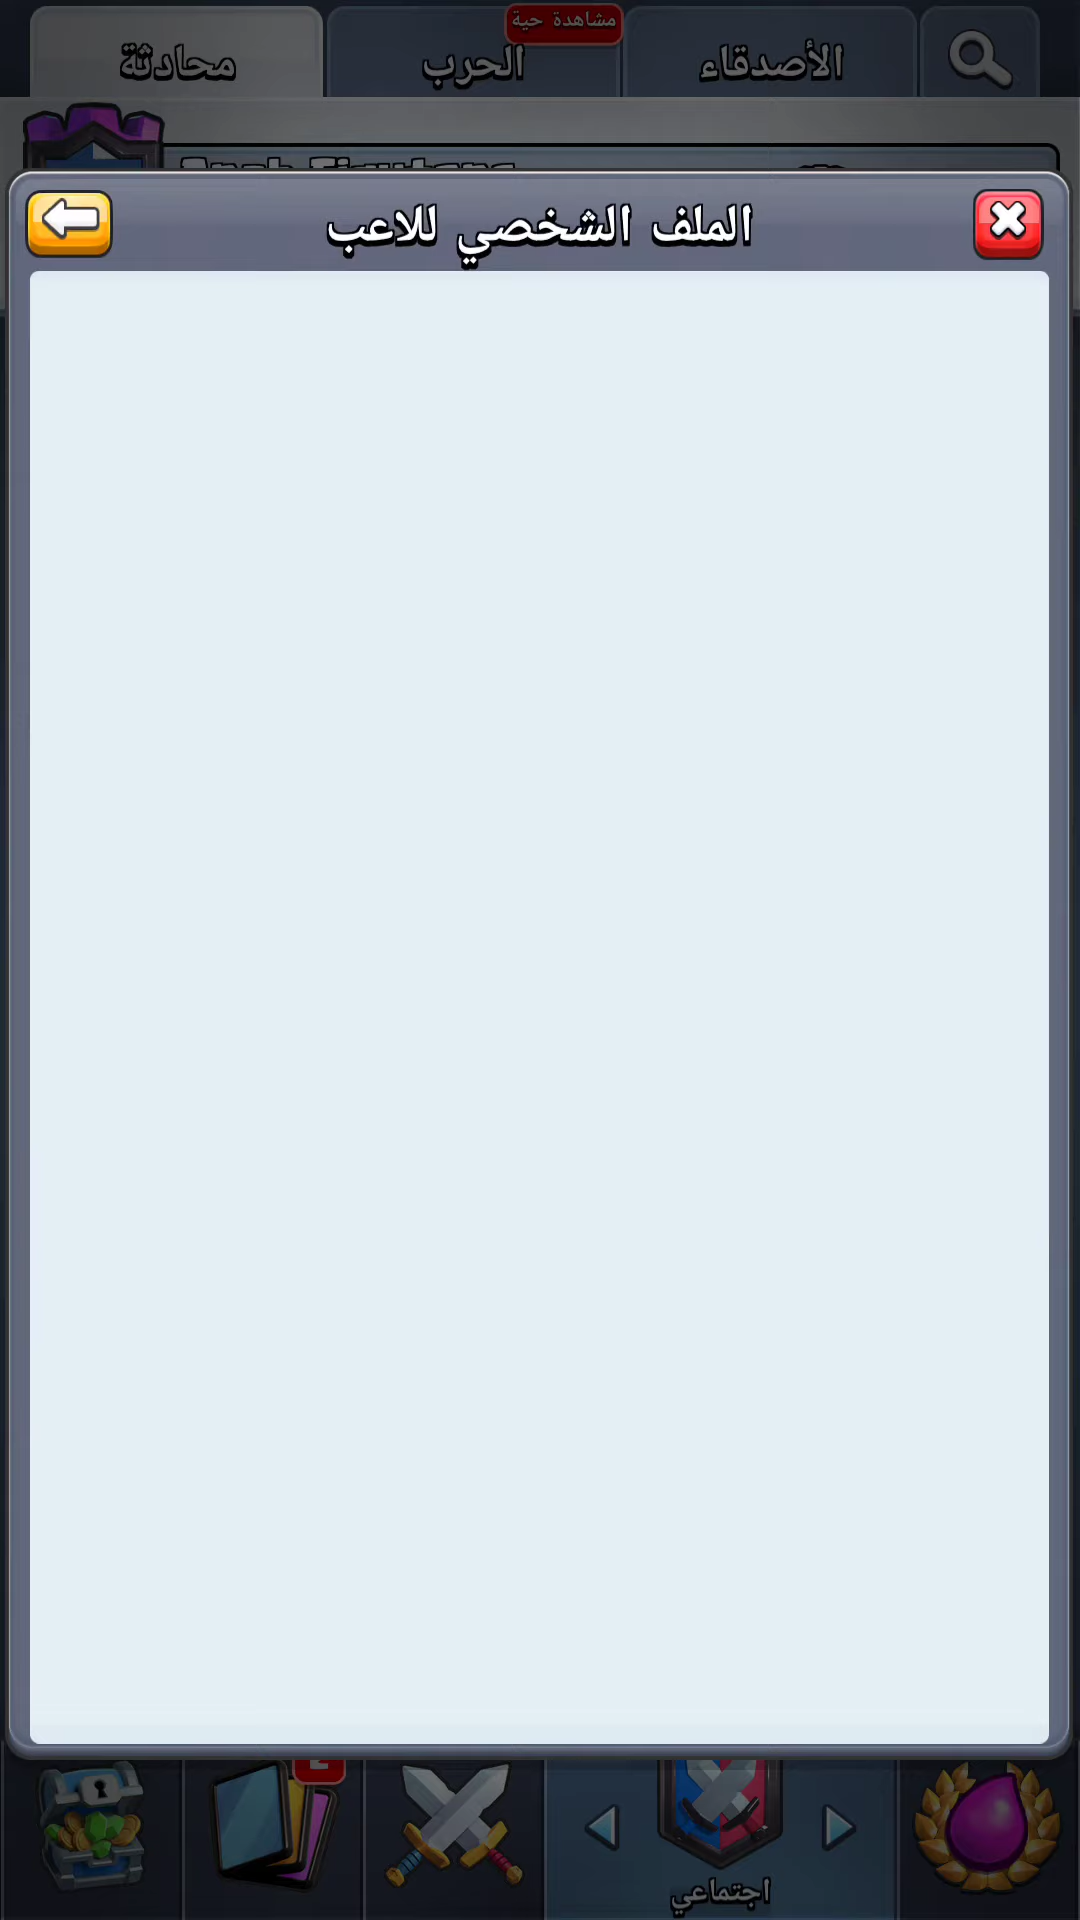 مشاهدة حية
الأصدقاء
الحرب
محادثة
الملف الشخصي للاعب
اجتماعي